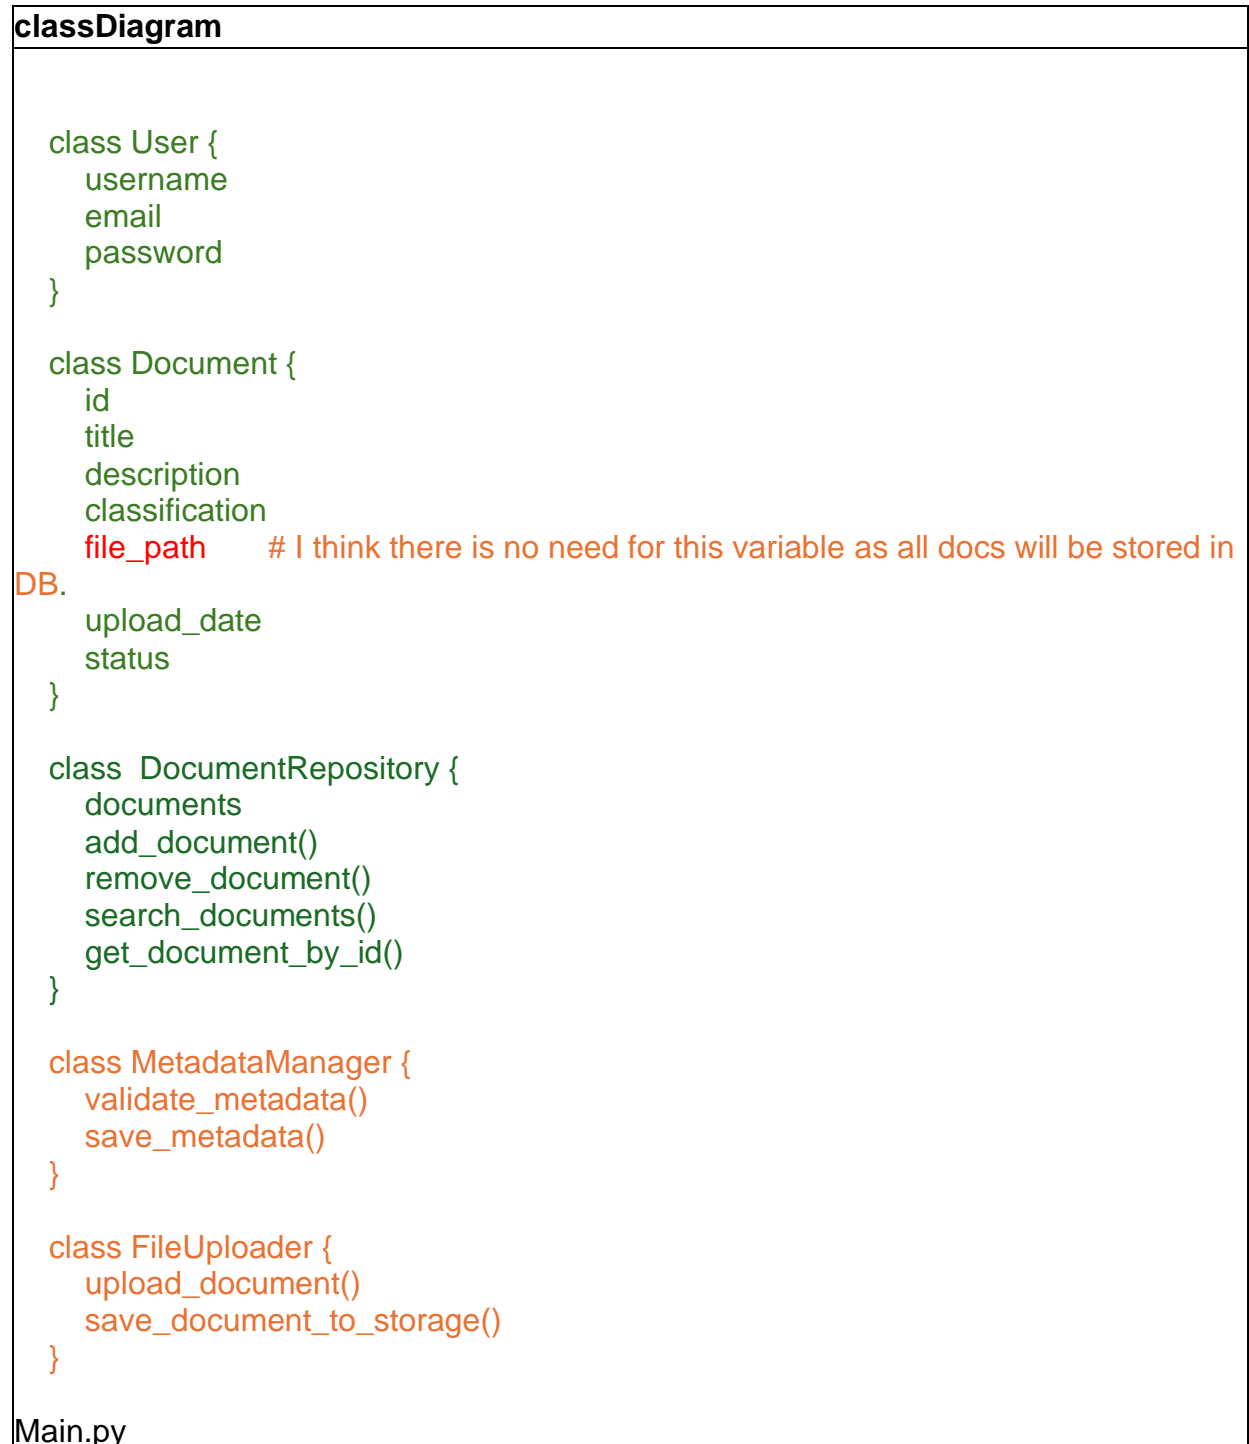 classDiagram
class User {
username
email
password
}
class Document {
id
title
description
classification
file_path # I think there is no need for this variable as all docs will be stored in
DB.
upload_date
status
}
class DocumentRepository {
documents
add_document()
remove_document()
search_documents()
get_document_by_id()
}
class MetadataManager {
validate_metadata()
save_metadata()
}
class FileUploader {
upload_document()
save_document_to_storage()
}
Main.py